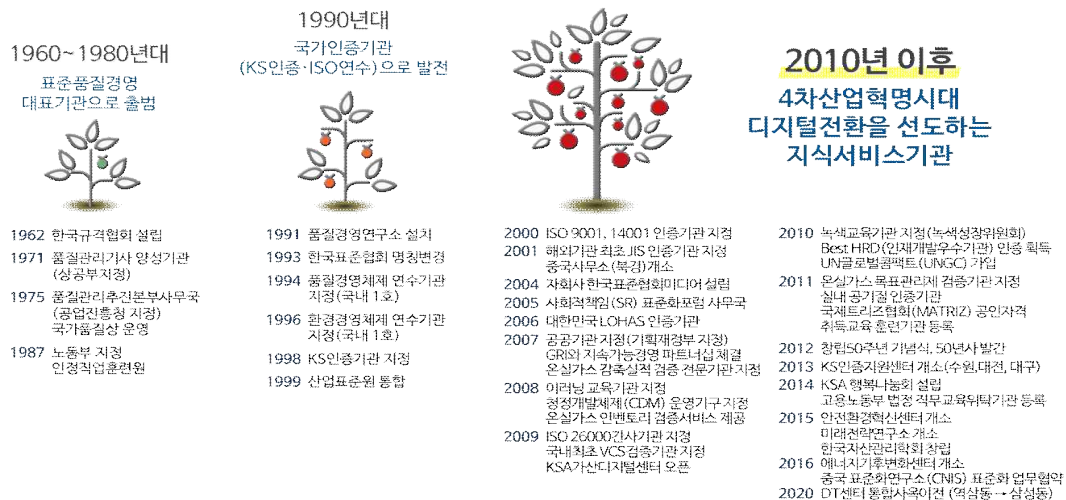 1960~1980년대
표준품질경영
대표기관으로 출범
1962 한국규격협회 설립
1971 품질관리기사 양성기관
(상공부지정)
1975 품질관리추진본부사무국
(공업진흥청 지정)
국가품질상 운영
1987 노동부 지정
인정직업훈련원
1990년대
국가인증기관
(KS인증·ISO연수)으로 발전
1991 품질경영연구소 설치
1993 한국표준협회 명칭변경
1994 품질경영체제 연수기관
지정(국내 1호)
1996 환경경영체제 연수기관
지정(국내 1호)
1998 KS인증기관 지정
1999 산업표준원 통합
2000 ISO 9001, 14001 인증기관 지정
2001 해외기관 최초 JIS 인증기관 지정
중국사무소(북경)개소
2004 자회사 한국표준협회미디어 설립
2005 사회적책임(SR) 표준화포럼 사무국
2006 대한민국 LOHAS 인증기관
2007 공공기관 지정(기획재정부 지정)
GRI와 지속가능경영 파트너십 체결
온실가스 감축실적 검증 전문기관 지정
2008 이러닝 교육기관 지정
청정개발체제(CDM) 운영기구 지정
온실가스 인벤토리 검증서비스 제공
2009 ISO 26000간사기관 지정
국내최초 VCS검증기관 지정
KSA가산디지털센터 오픈
2010년 이후
4차산업혁명시대
디지털전환을 선도하는
지식서비스기관
2010 녹색교육기관 지정(녹색성장위원회)
Best HRD(인재개발우수기관) 인증 획득
UN글로벌콤팩트(UNGC) 가입
2011 온실가스 목표관리제 검증기관 지정
실내 공기질 인증기관
국제트리즈협회(MATRIZ) 공인자격
취득교육 훈련기관 등록
2012 창립50주년 기념식, 50년사 발간
2013 KS인증지원센터 개소(수원,대전, 대구)
2014 KSA 행복나눔회 설립
고용노동부 법정 직무교육위탁기관 등록
2015 안전환경혁신센터 개소
미래전략연구소 개소
한국자산관리학회 창립
2016 에너지기후변화센터 개소
중국 표준화연구소(CNIS) 표준화 업무협약
2020 DT센터 통합사옥이전 (역삼동→삼성동)